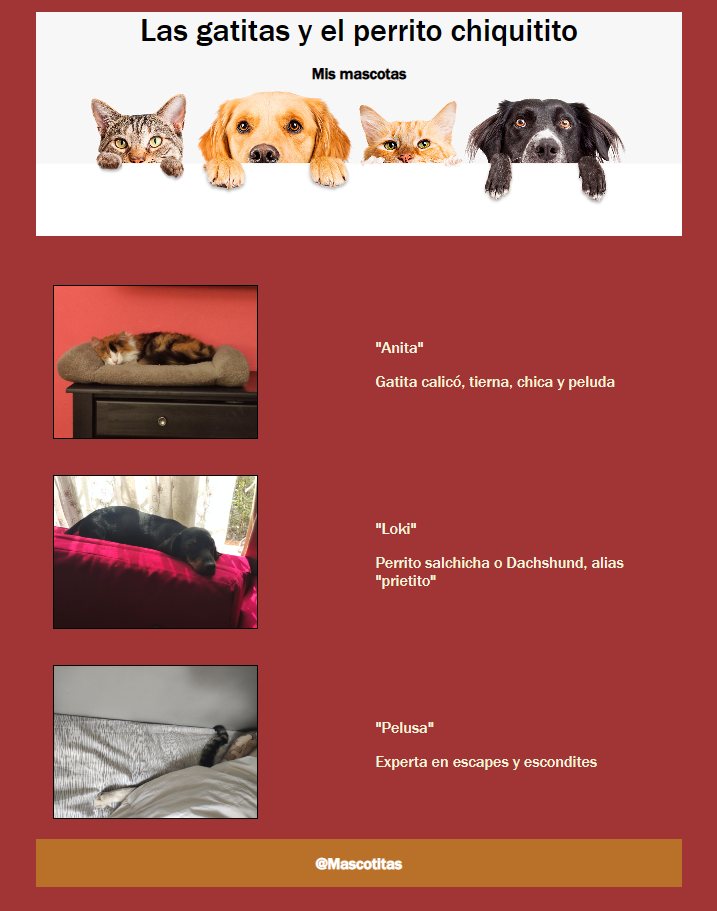 Las gatitas y el perrito chiquitito
Mis mascotas
"Anita"
Gatita calicó, tierna, chica y peluda
"Loki"
Perrito salchicha o Dachshund, alias
"prietito"
"Pelusa"
Experta en escapes y escondites
@Mascotitas